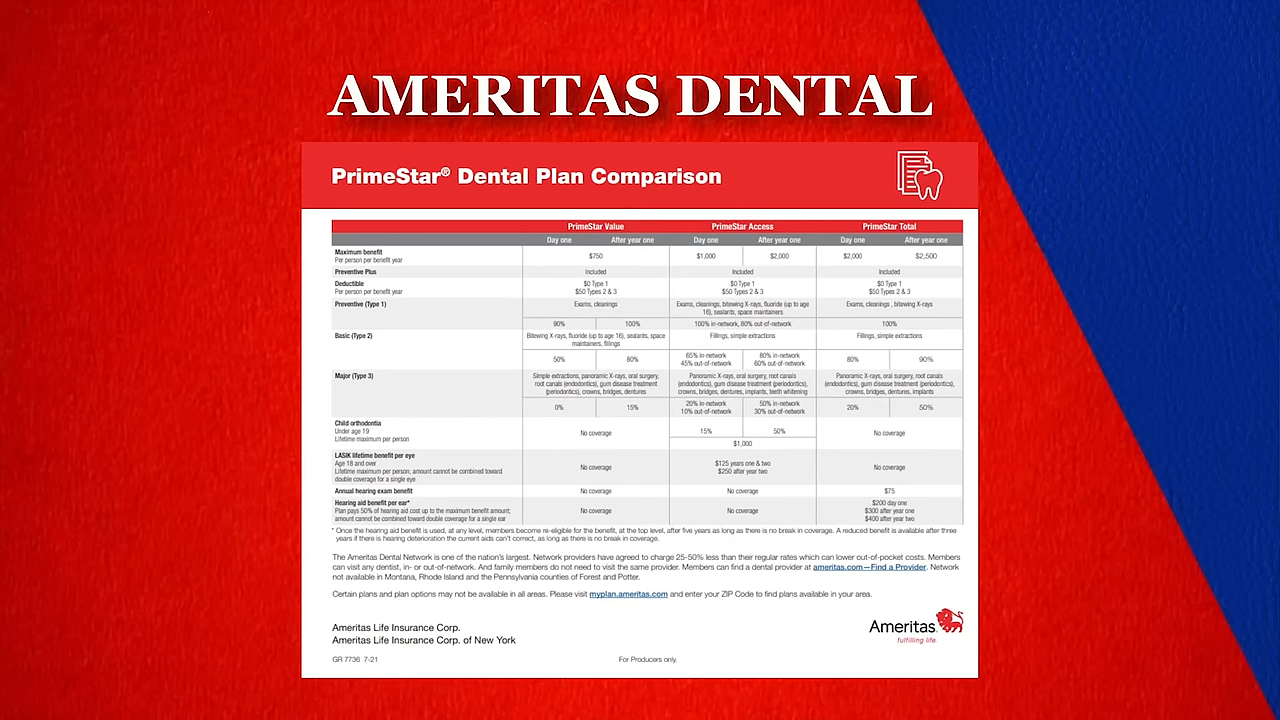 AMERITAS DENTAL
PrimeStar® Dental Plan Comparison
PrimeStar Value PrimeStar Access PrimeStar Total
Day one After year one Day one After year one Day one After year one
Maximum benefit
Per person per benefit year
$750 $1,000 $2,000 $2,000 $2,500
Preventive Plus Included Included Included
Deductible
Per person per benefit year
$0 Type 1
$50 Types 2 & 3
$0 Type 1
$50 Types 2 & 3
$0 Type 1
$50 Types 2 & 3
Preventive (Type 1)
Exams, cleanings
Exams, cleanings, bitewing X-rays, fluoride (up to age
16), sealants, space maintainers
Exams, cleanings , bitewing X-rays
90% 100% 100% in-network, 80% out-of-network 100%
Basic (Type 2)
Bitewing X-rays, fluoride (up to age 16), sealants, space
maintainers, fillings
Fillings, simple extractions
Fillings, simple extractions
50% 80%
65% in-network
45% out-of-network
80% in-network
60% out-of-network
80% 90%
Major (Type 3)
Simple extractions, panoramic X-rays, oral surgery,
root canals (endodontics), gum disease treatment
(periodontics), crowns, bridges, dentures
Panoramic X-rays, oral surgery, root canals
(endodontics), gum disease treatment (periodontics),
crowns, bridges, dentures, implants, teeth whitening
Panoramic X-rays, oral surgery, root canals
(endodontics), gum disease treatment (periodontics),
crowns, bridges, dentures, implants
0% 15%
20% in-network
10% out-of-network
50% in-network
30% out-of-network
20% 50%
Child orthodontia
Under age 19
Lifetime maximum per person
No coverage
15% 50%
$1,000
No coverage
LASIK lifetime benefit per eye
Age 18 and over
Lifetime maximum per person; amount cannot be combined toward
double coverage for a single eye
No coverage
$125 years one & two
$250 after year two
No coverage
Annual hearing exam benefit No coverage No coverage $75
Hearing aid benefit per ear*
Plan pays 50% of hearing aid cost up to the maximum benefit amount;
amount cannot be combined toward double coverage for a single ear
No coverage
No coverage
$200 day one
$300 after year one
$400 after year two
* Once the hearing aid benefit is used, at any level, members become re-eligible for the benefit, at the top level, after five years as long as there is no break in coverage. A reduced benefit is available after three
years if there is hearing deterioration the current aids can't correct, as long as there is no break in coverage.
The Ameritas Dental Network is one of the nation's largest. Network providers have agreed to charge 25-50% less than their regular rates which can lower out-of-pocket costs. Members
can visit any dentist, in- or out-of-network. And family members do not need to visit the same provider. Members can find a dental provider at ameritas.com—Find a Provider. Network
not available in Montana, Rhode Island and the Pennsylvania counties of Forest and Potter.
Certain plans and plan options may not be available in all areas. Please visit myplan.ameritas.com and enter your ZIP Code to find plans available in your area.
Ameritas Life Insurance Corp.
Ameritas Life Insurance Corp. of New York
Ameritas
fulfilling life.
GR 7736 7-21
For Producers only.